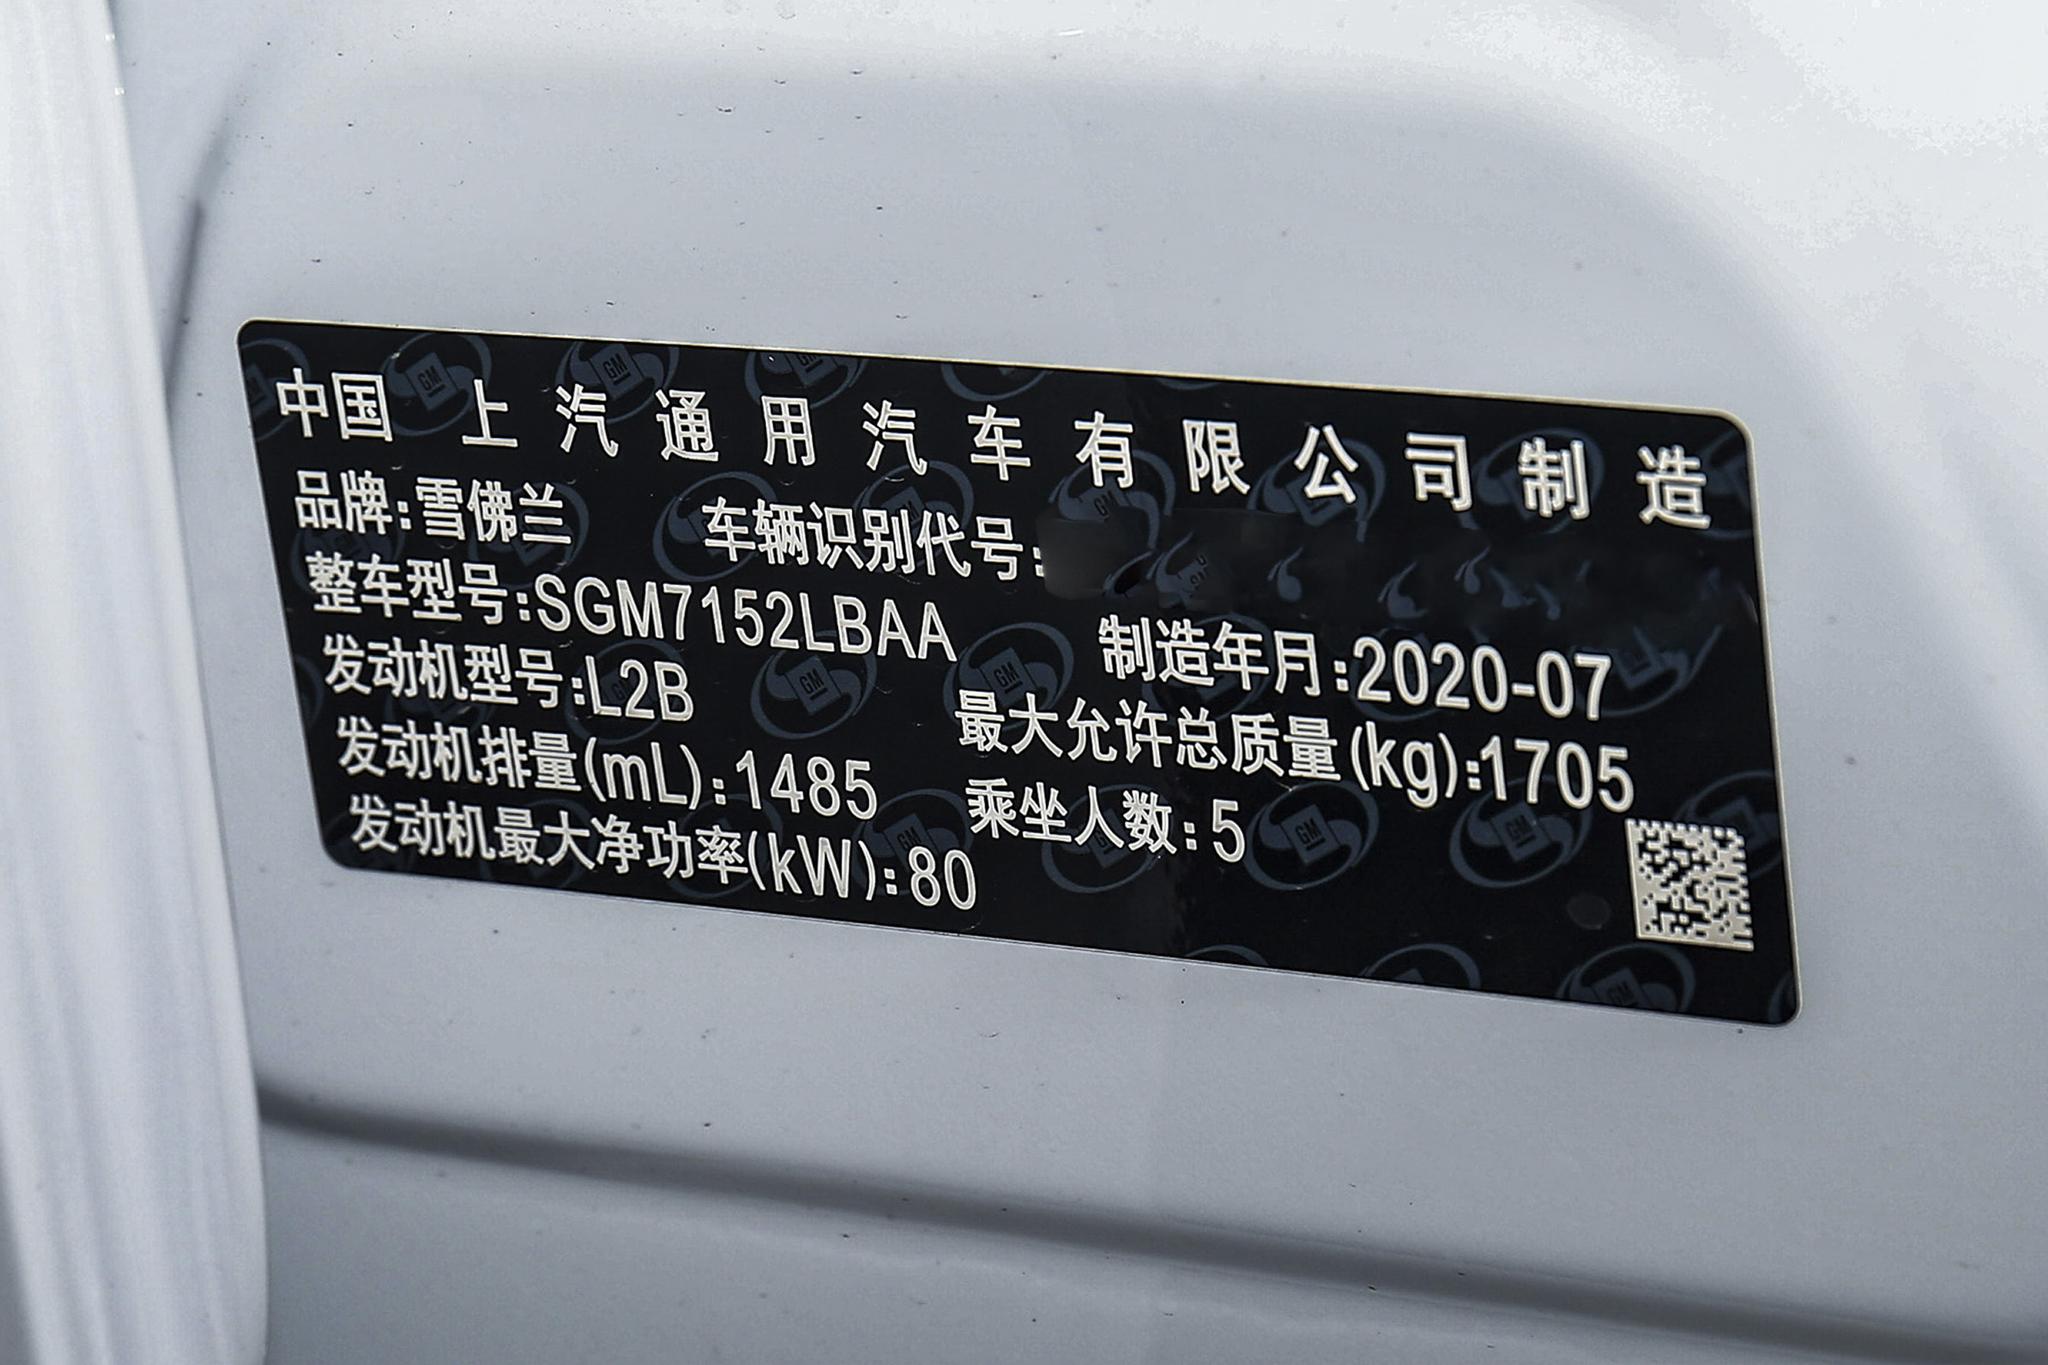 中国 上汽通用汽车有限公司制造
品牌:雪佛兰 车辆识别代号:
整车型号:SGM7152LBAA 制造年月:2020-07
发动机型号:L2B 最大允许总质量(kg):1705
发动机排量(mL):1485 乘坐人数:5
发动机最大净功率(kW):80